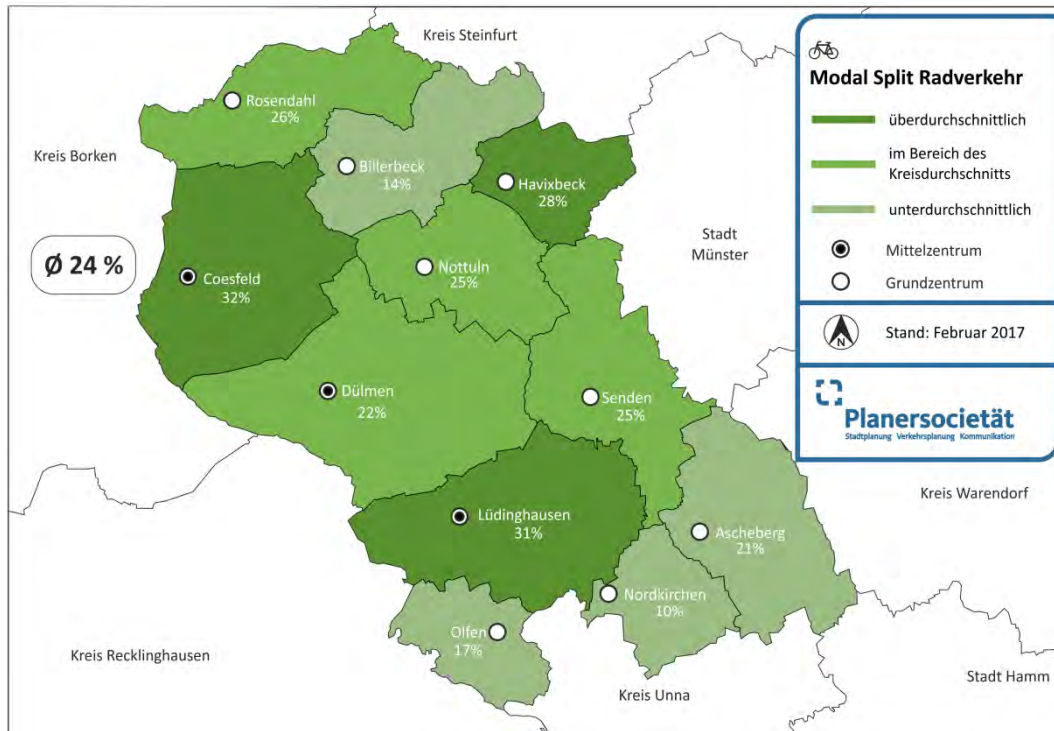 Kreis Steinfurt
Rosendahl
26%
Kreis Borken
Billerbeck
14%
Havixbeck
28%
Stadt
Münster
Ø 24 %
Coesfeld
32%
Nottuln
25%
Dülmen
22%
Senden
25%
Kreis Warendorf
Lüdinghausen
31%
Ascheberg
21%
Nordkirchen
10%
Olfen
17%
Kreis Recklinghausen
Kreis Unna
Stadt Hamm
Modal Split Radverkehr
überdurchschnittlich
im Bereich des
Kreisdurchschnitts
unterdurchschnittlich
Mittelzentrum
Grundzentrum
N
Stand: Februar 2017
Planersocietät
Stadtplanung Verkehrsplanung Kommunikation